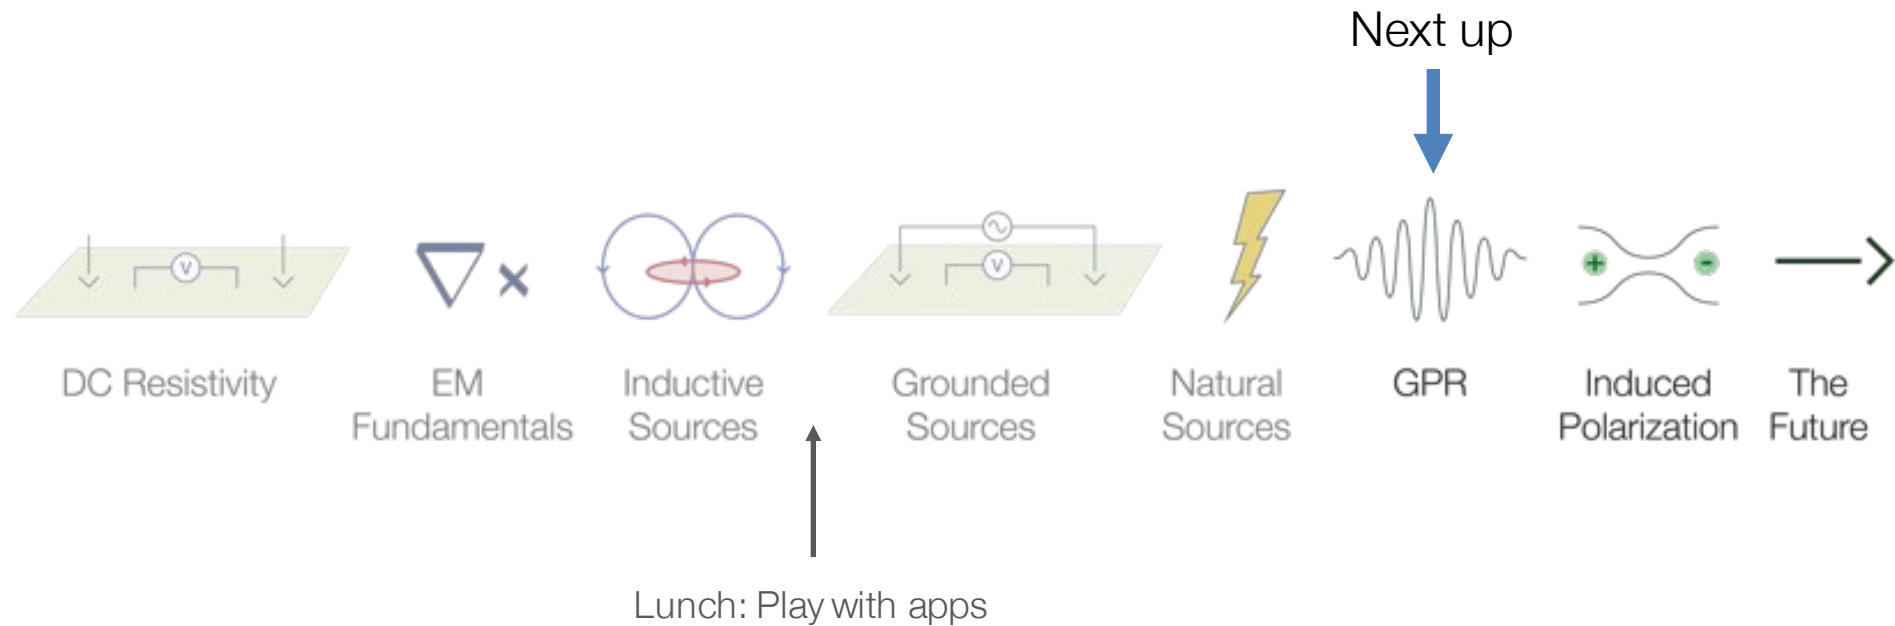 Next up
V
V
+
-
DC Resistivity
EM
Fundamentals
Inductive
Sources
Grounded
Sources
Natural
Sources
GPR
Induced
Polarization
The
Future
Lunch: Play with apps